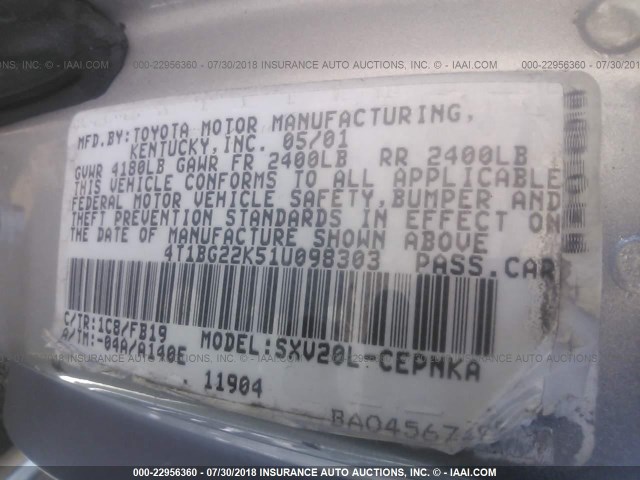 000-22956360 - 07/30/2018 INSURANCE AUTO AUCTIONS, INC. - IAAI.COM
MFD.BY:TOYOTA MOTOR MANUFACTURING,
KENTUCKY,INC. 05/01
GVWR 4180LB GAWR FR 2400LB RR 2400LB
THIS VEHICLE CONFORMS TO ALL APPLICABLE
FEDERAL MOTOR VEHICLE SAFETY,BUMPER AND
THEFT PREVENTION STANDARDS IN EFFECT ON
THE DATE OF MANUFACTURE SHOWN ABOVE
4T1BG22K51U098303 PASS.CAR
C/TR:1C8/FB19
A/TM:-04A/A140E
MODEL:SXV20L-CEPNKA
11904
000-22956360 - 07/30/2018 INSURANCE AUTO AUCTIONS, INC. - IAAI.COM